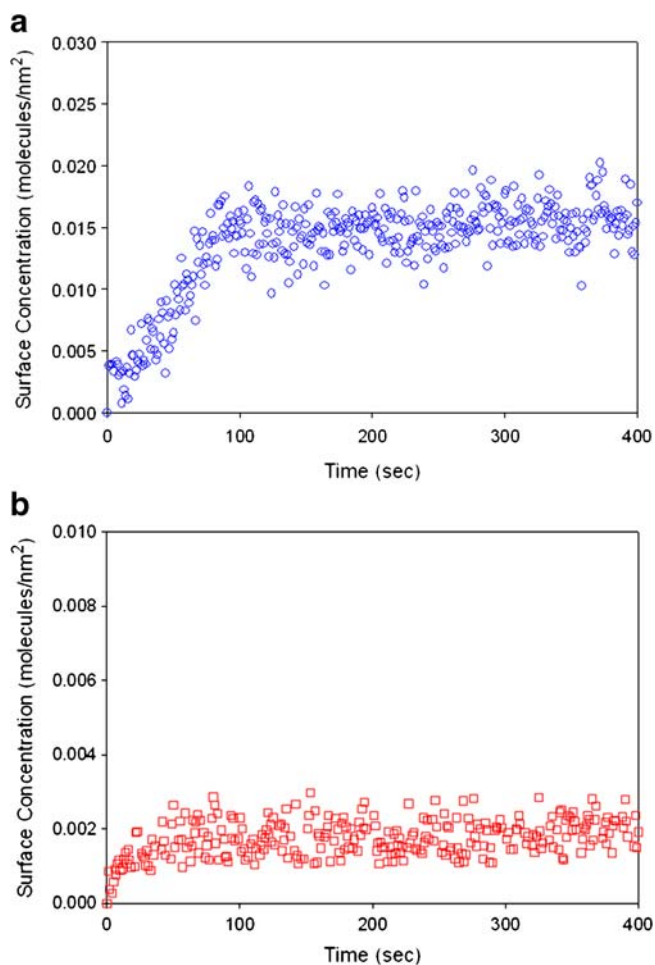 a
0.030
0.025
0.020
0.015
0.010
0.005
0.000
Surface Concentration (molecules/nm²)
0 100 200 300 400
Time (sec)
b
0.010
0.008
0.006
0.004
0.002
0.000
Surface Concentration (molecules/nm²)
0 100 200 300 400
Time (sec)